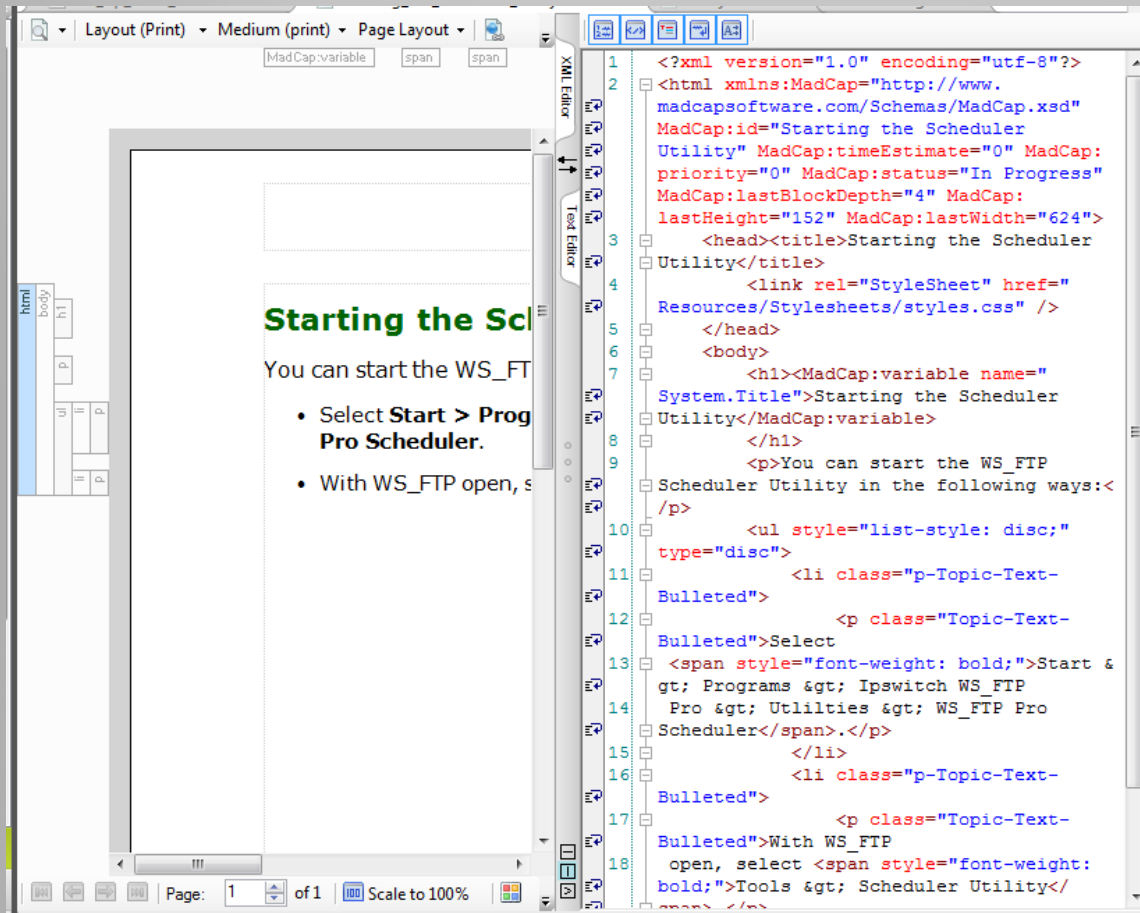 Layout (Print) Medium (print) Page Layout
MadCap:variable span span
html
body
h1
p
ul
li
p
li
p
Starting the Scl
You can start the WS_FT
• Select Start > Prog
Pro Scheduler.
• With WS_FTP open, s
Page: 1 of 1 Scale to 100%
XML Editor
Text Editor
1 <?xml version="1.0" encoding="utf-8"?>
2 <html xmlns:MadCap="http://www.
madcapsoftware.com/Schemas/MadCap.xsd"
MadCap:id="Starting the Scheduler
Utility" MadCap:timeEstimate="0" MadCap:
priority="0" MadCap:status="In Progress"
MadCap:lastBlockDepth="4" MadCap:
lastHeight="152" MadCap:lastWidth="624">
3 <head><title>Starting the Scheduler
Utility</title>
4 <link rel="StyleSheet" href="
Resources/Stylesheets/styles.css" />
5 </head>
6 <body>
7 <h1><MadCap:variable name="
System.Title">Starting the Scheduler
Utility</MadCap:variable>
8 </h1>
9 <p>You can start the WS_FTP
Scheduler Utility in the following ways:<
/p>
10 <ul style="list-style: disc;"
type="disc">
11 <li class="p-Topic-Text-
Bulleted">
12 <p class="Topic-Text-
Bulleted">Select
13 <span style="font-weight: bold;">Start &
gt; Programs &gt; Ipswitch WS_FTP
14 Pro &gt; Utlilties &gt; WS_FTP Pro
Scheduler</span>.</p>
15 </li>
16 <li class="p-Topic-Text-
Bulleted">
17 <p class="Topic-Text-
Bulleted">With WS_FTP
18 open, select <span style="font-weight:
bold;">Tools &gt; Scheduler Utility</
span>.</p>